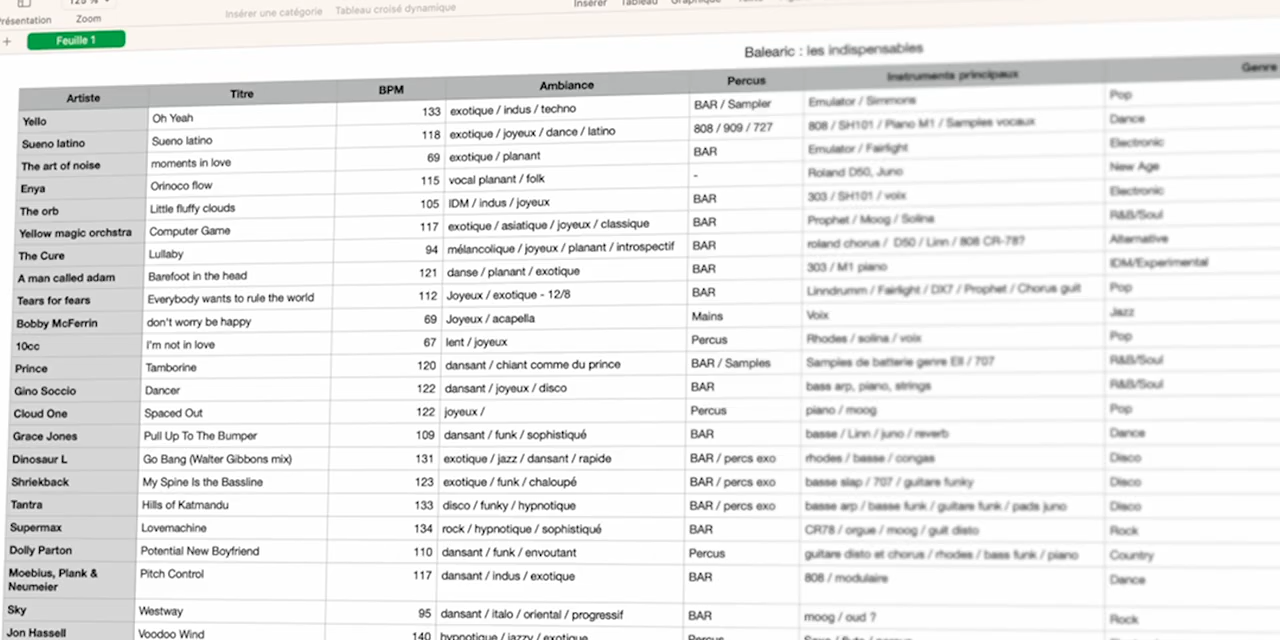 Présentation
125 %
Zoom
Insérer une catégorie Tableau croisé dynamique
Insérer Tableau Graphique
+ Feuille 1
Balearic : les indispensables
Artiste Titre BPM Ambiance Percus Instruments principaux Genre
Yello Oh Yeah 133 exotique / indus / techno BAR / Sampler Emulator / Simmons Pop
Sueno latino Sueno latino 118 exotique / joyeux / dance / latino 808 / 909 / 727 808 / SH101 / Piano M1 / Samples vocaux Dance
The art of noise moments in love 69 exotique / planant BAR Emulator / Fairlight Electronic
Enya Orinoco flow 115 vocal planant / folk - Roland D50, Juno New Age
The orb Little fluffy clouds 105 IDM / indus / joyeux BAR 303 / SH101 / voix Electronic
Yellow magic orchstra Computer Game 117 exotique / asiatique / joyeux / classique BAR Prophet / Moog / Solina R&B/Soul
The Cure Lullaby 94 mélancolique / joyeux / planant / introspectif BAR roland chorus / D50 / Linn / 808 CR-78? Alternative
A man called adam Barefoot in the head 121 danse / planant / exotique BAR 303 / M1 piano IDM/Experimental
Tears for fears Everybody wants to rule the world 112 Joyeux / exotique - 12/8 BAR Linndrumm / Fairlight / DX7 / Prophet / Chorus guit Pop
Bobby McFerrin don't worry be happy 69 Joyeux / acapella Mains Voix Jazz
10cc I'm not in love 67 lent / joyeux Percus Rhodes / solina / voix Pop
Prince Tamborine 120 dansant / chiant comme du prince BAR / Samples Samples de batterie genre EII / 707 R&B/Soul
Gino Soccio Dancer 122 dansant / joyeux / disco BAR bass arp, piano, strings R&B/Soul
Cloud One Spaced Out 122 joyeux / Percus piano / moog Pop
Grace Jones Pull Up To The Bumper 109 dansant / funk / sophistiqué BAR basse / Linn / juno / reverb Dance
Dinosaur L Go Bang (Walter Gibbons mix) 131 exotique / jazz / dansant / rapide BAR / percs exo rhodes / basse / congas Disco
Shriekback My Spine Is the Bassline 123 exotique / funk / chaloupé BAR / percs exo basse slap / 707 / guitare funky Disco
Tantra Hills of Katmandu 133 disco / funky / hypnotique BAR / percs exo basse arp / basse funk / guitare funk / pads juno Disco
Supermax Lovemachine 134 rock / hypnotique / sophistiqué BAR CR78 / orgue / moog / guit disto Rock
Dolly Parton Potential New Boyfriend 110 dansant / funk / envoutant Percus guitare disto et chorus / rhodes / bass funk / piano Country
Moebius, Plank & Pitch Control 117 dansant / indus / exotique BAR 808 / modulaire Dance
Neumeier
Sky Westway 95 dansant / italo / oriental / progressif BAR moog / oud ? Rock
Jon Hassell Voodoo Wind 140 hypnotique / jazzy / exotique Percus